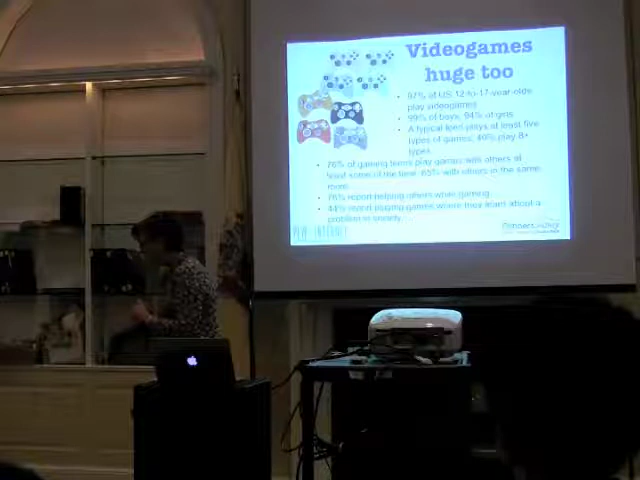 Videogames
huge too
• 97% of US 12-to-17-year-olds
play videogames
• 99% of boys, 94% of girls
• A typical teen plays at least five
types of games; 40% play 8+
types
• 76% of gaming teens play games with others at
least some of the time. 65% with others in the same
room.
• 76% report helping others while gaming.
• 44% report playing games where they learn about a
problem in society.
PEW INTERNET